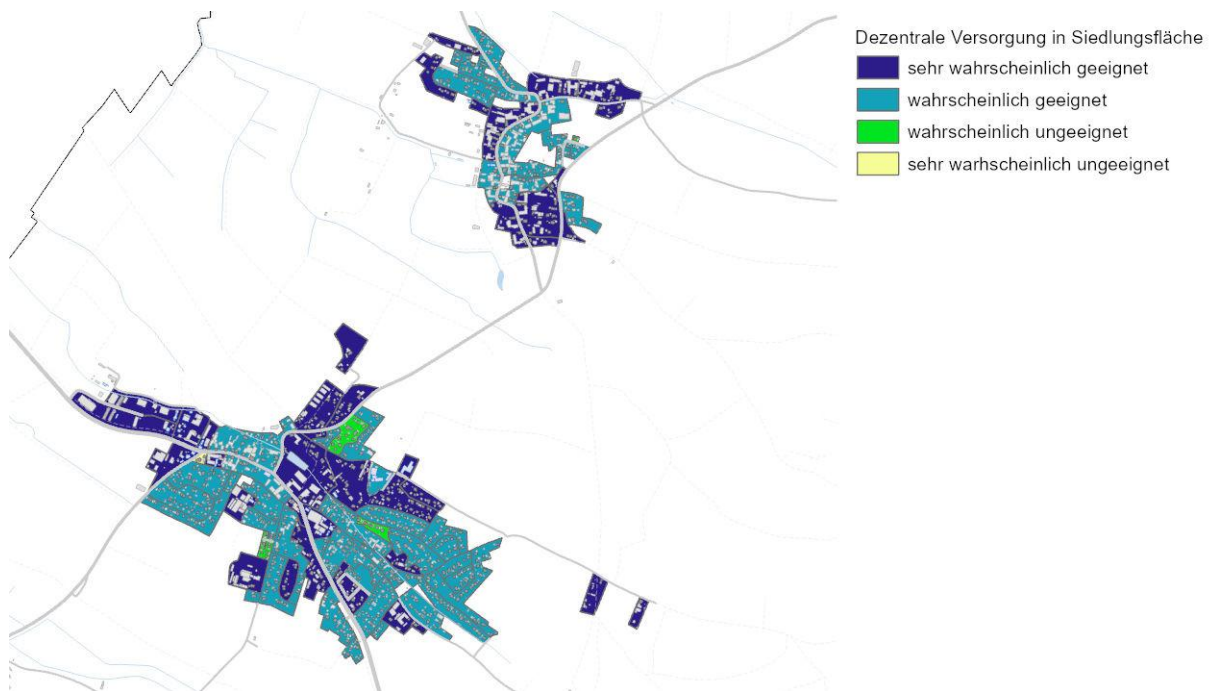 Dezentrale Versorgung in Siedlungsfläche
sehr wahrscheinlich geeignet
wahrscheinlich geeignet
wahrscheinlich ungeeignet
sehr warhscheinlich ungeeignet